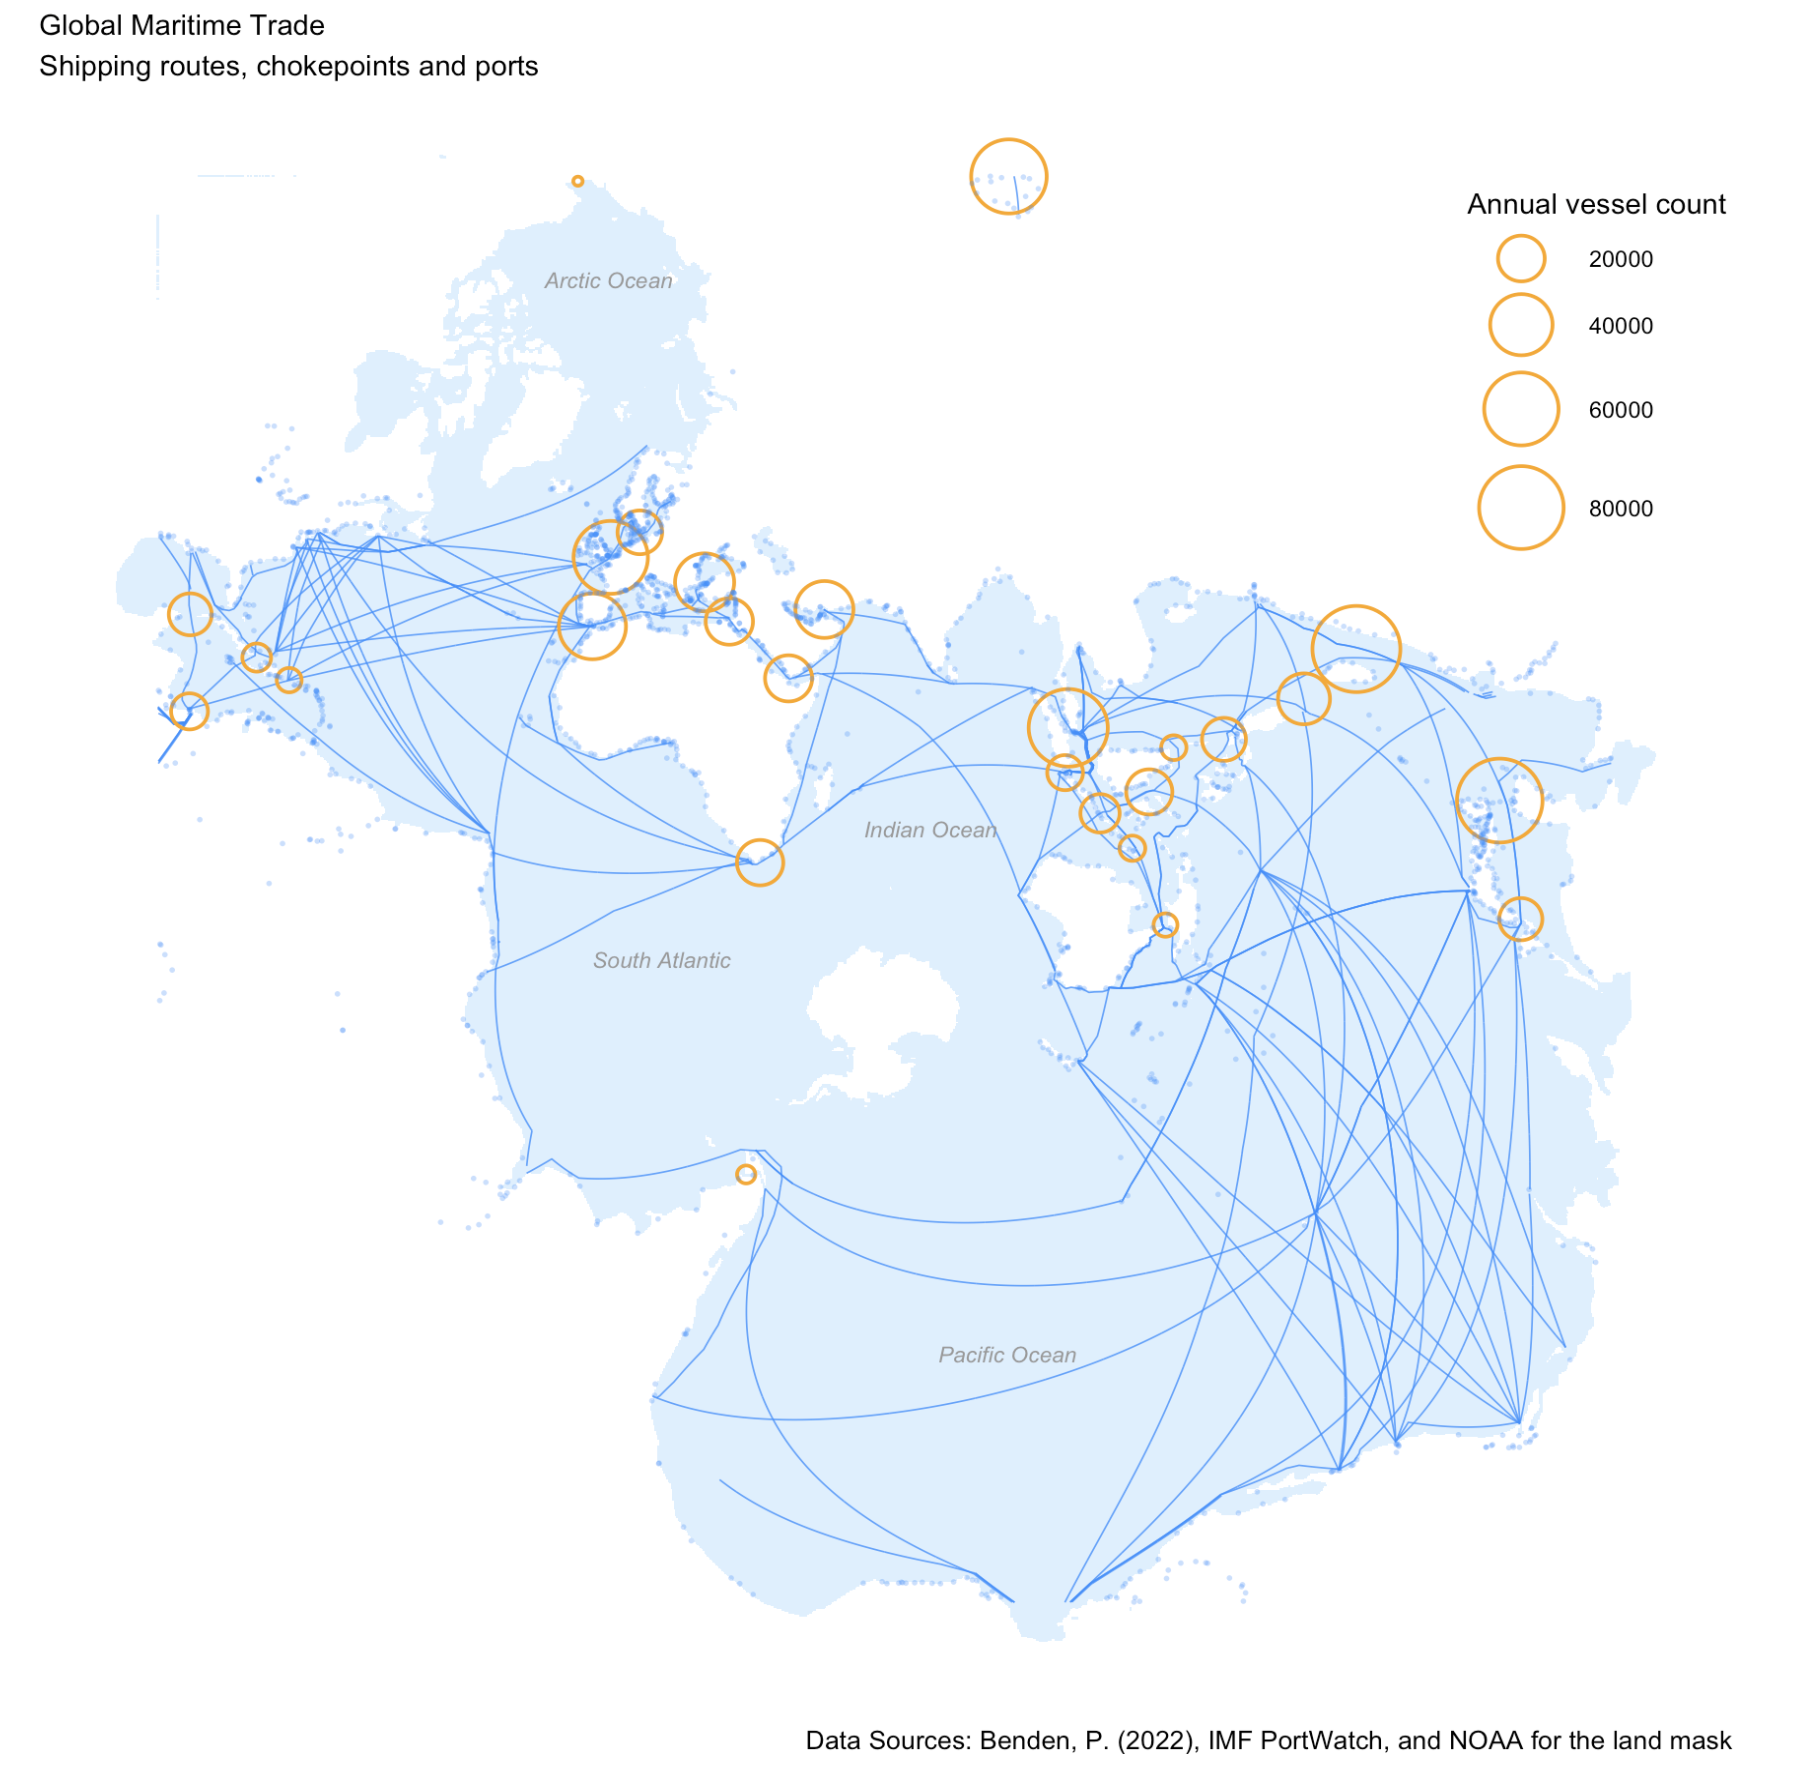 Global Maritime Trade
Shipping routes, chokepoints and ports
Annual vessel count
20000
40000
60000
80000
Arctic Ocean
Indian Ocean
South Atlantic
Pacific Ocean
Data Sources: Benden, P. (2022), IMF PortWatch, and NOAA for the land mask